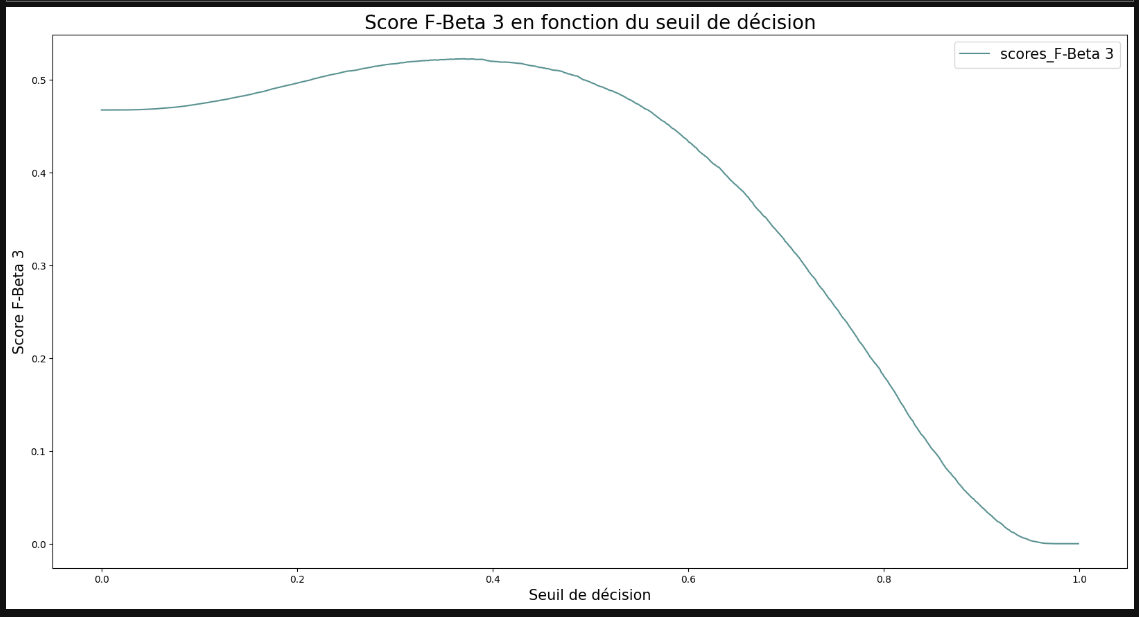 Score F-Beta 3 en fonction du seuil de décision
scores_F-Beta 3
Score F-Beta 3
0.5
0.4
0.3
0.2
0.1
0.0
0.0 0.2 0.4 0.6 0.8 1.0
Seuil de décision